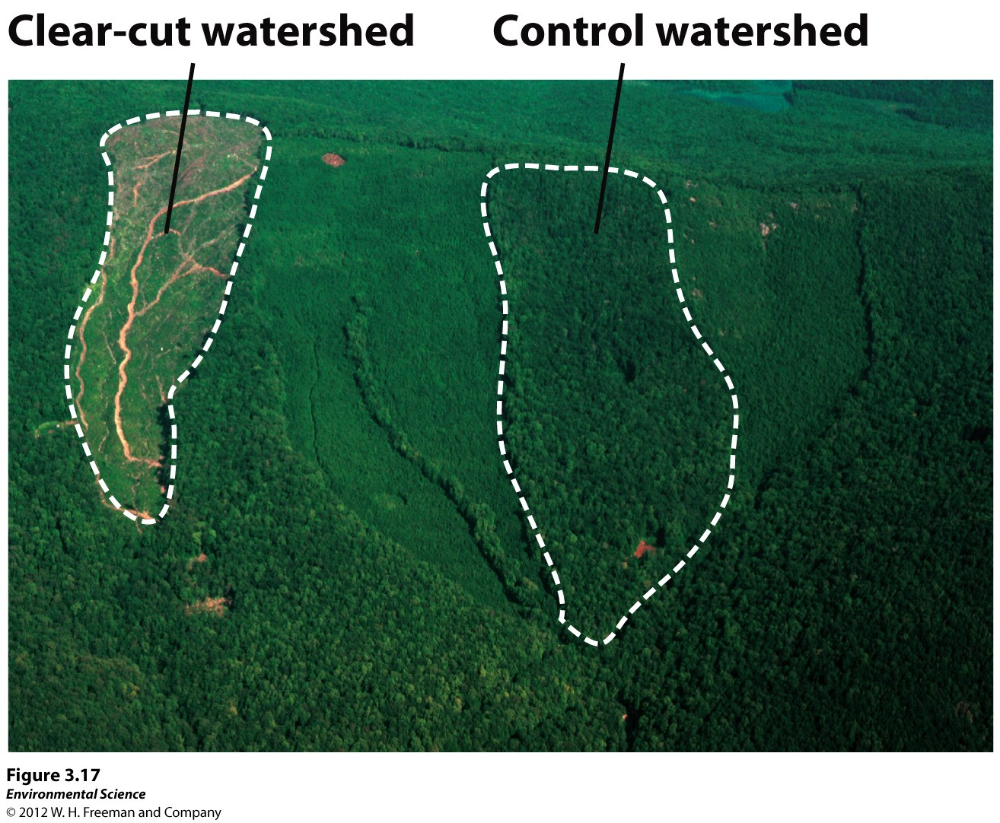 Clear-cut watershed
Control watershed
Figure 3.17
Environmental Science
© 2012 W. H. Freeman and Company